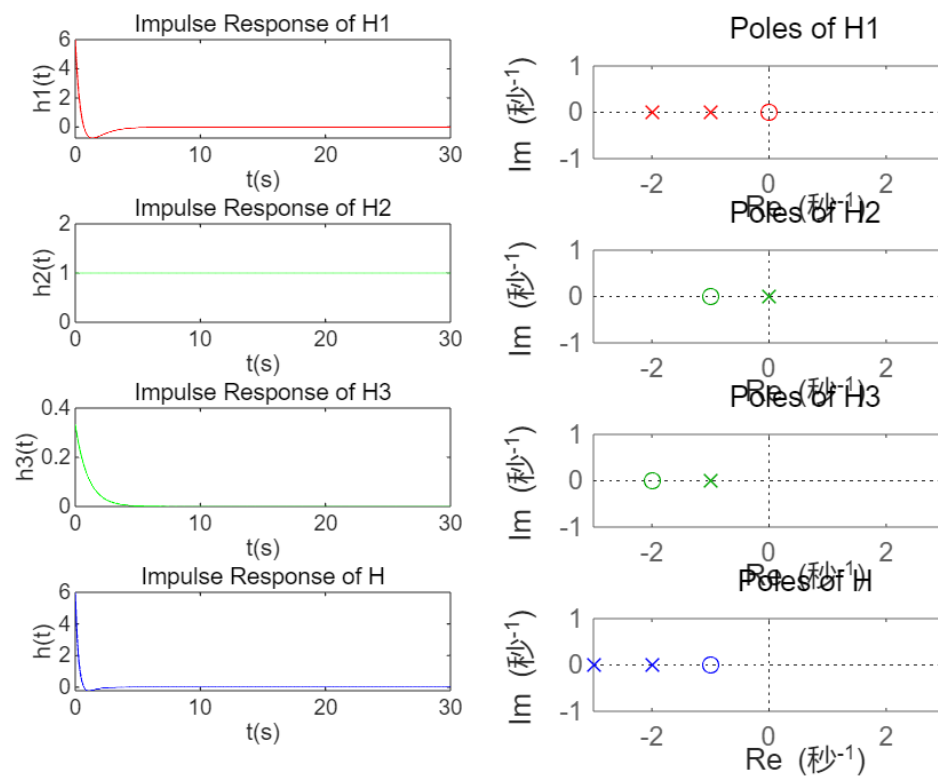 Impulse Response of H1
6
4
2
0
h1(t)
0 10 20 30
t(s)
Poles of H1
1
0
-1
Im (秒⁻¹)
-2 0 2
Re (秒⁻¹)
Impulse Response of H2
2
1
0
h2(t)
0 10 20 30
t(s)
Poles of H2
1
0
-1
Im (秒⁻¹)
-2 0 2
Re (秒⁻¹)
Impulse Response of H3
0.4
0.2
0
h3(t)
0 10 20 30
t(s)
Poles of H3
1
0
-1
Im (秒⁻¹)
-2 0 2
Re (秒⁻¹)
Impulse Response of H
6
4
2
0
h(t)
0 10 20 30
t(s)
Poles of H
1
0
-1
Im (秒⁻¹)
-2 0 2
Re (秒⁻¹)